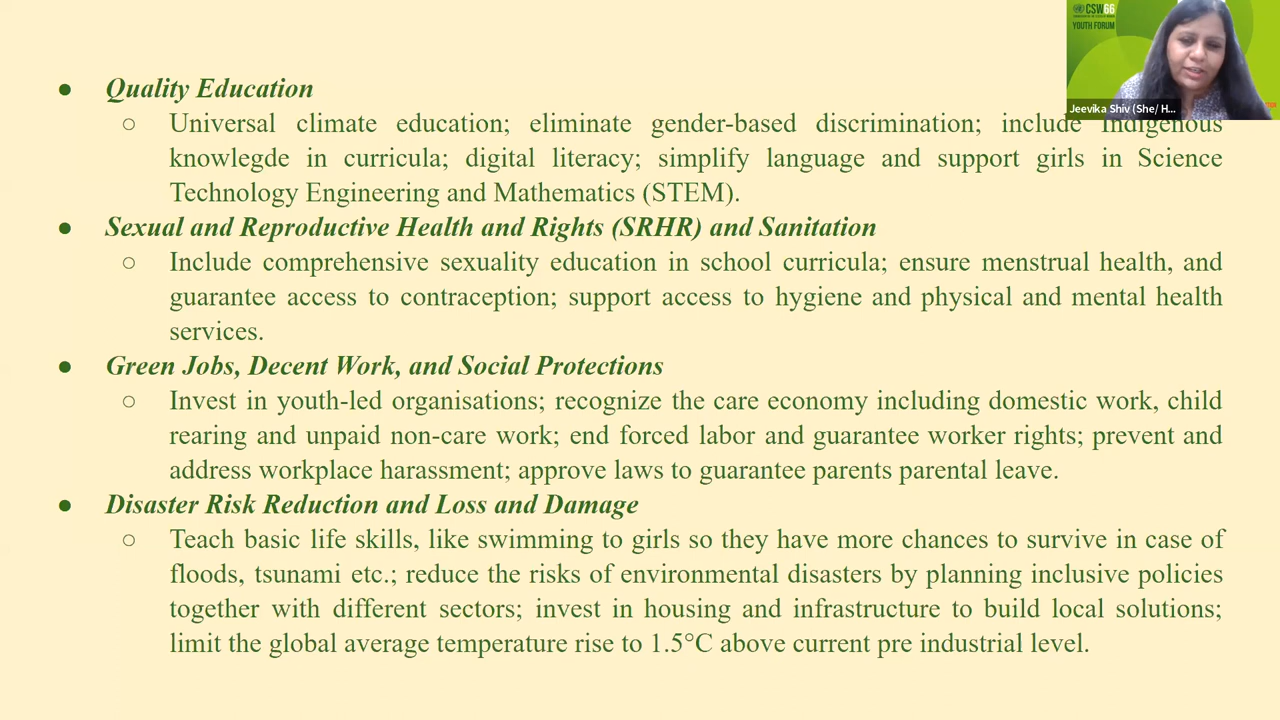 CSW66
YOUTH FORUM
Jeevika Shiv (She/ H...
● Quality Education
○ Universal climate education; eliminate gender-based discrimination; include Indigenous
knowlegde in curricula; digital literacy; simplify language and support girls in Science
Technology Engineering and Mathematics (STEM).
● Sexual and Reproductive Health and Rights (SRHR) and Sanitation
○ Include comprehensive sexuality education in school curricula; ensure menstrual health, and
guarantee access to contraception; support access to hygiene and physical and mental health
services.
● Green Jobs, Decent Work, and Social Protections
○ Invest in youth-led organisations; recognize the care economy including domestic work, child
rearing and unpaid non-care work; end forced labor and guarantee worker rights; prevent and
address workplace harassment; approve laws to guarantee parents parental leave.
● Disaster Risk Reduction and Loss and Damage
○ Teach basic life skills, like swimming to girls so they have more chances to survive in case of
floods, tsunami etc.; reduce the risks of environmental disasters by planning inclusive policies
together with different sectors; invest in housing and infrastructure to build local solutions;
limit the global average temperature rise to 1.5°C above current pre industrial level.